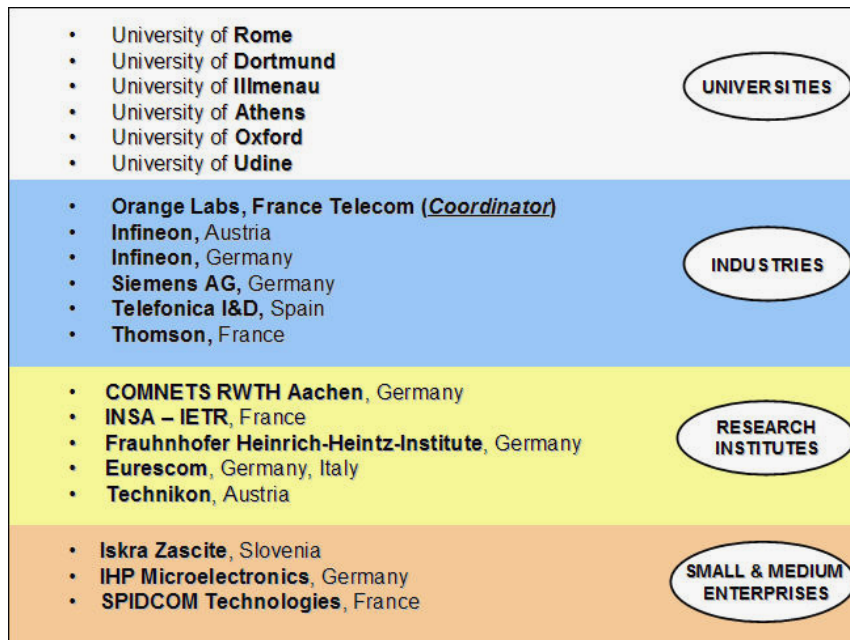 • University of Rome
• University of Dortmund
• University of Illmenau
• University of Athens
• University of Oxford
• University of Udine
UNIVERSITIES
• Orange Labs, France Telecom (Coordinator)
• Infineon, Austria
• Infineon, Germany
• Siemens AG, Germany
• Telefonica I&D, Spain
• Thomson, France
INDUSTRIES
• COMNETS RWTH Aachen, Germany
• INSA – IETR, France
• Frauhnhofer Heinrich-Heintz-Institute, Germany
• Eurescom, Germany, Italy
• Technikon, Austria
RESEARCH
INSTITUTES
• Iskra Zascite, Slovenia
• IHP Microelectronics, Germany
• SPIDCOM Technologies, France
SMALL & MEDIUM
ENTERPRISES